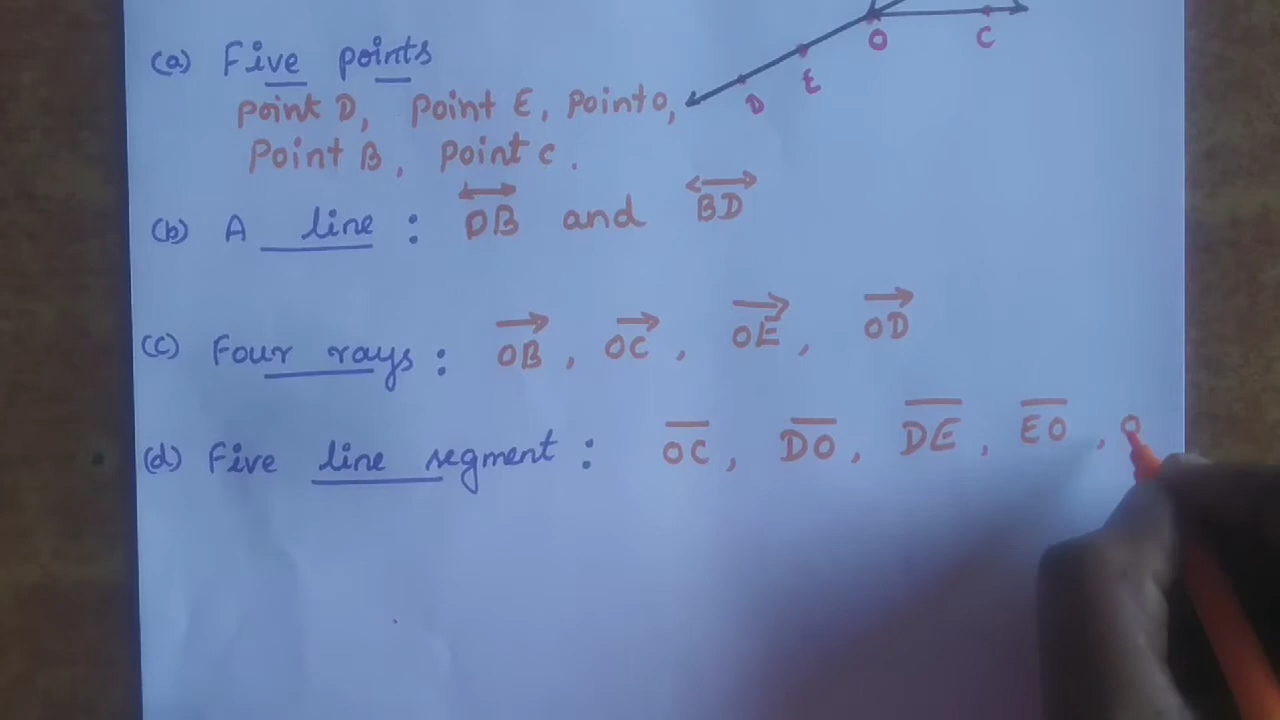 O C
D E
(a) Five points
Point D, Point E, Point O,
Point B, Point C.
(b) A line : DB and BD
(c) Four rays : OB, OC, OE, OD
(d) Five line segment : OC, DO, DE, EO, O